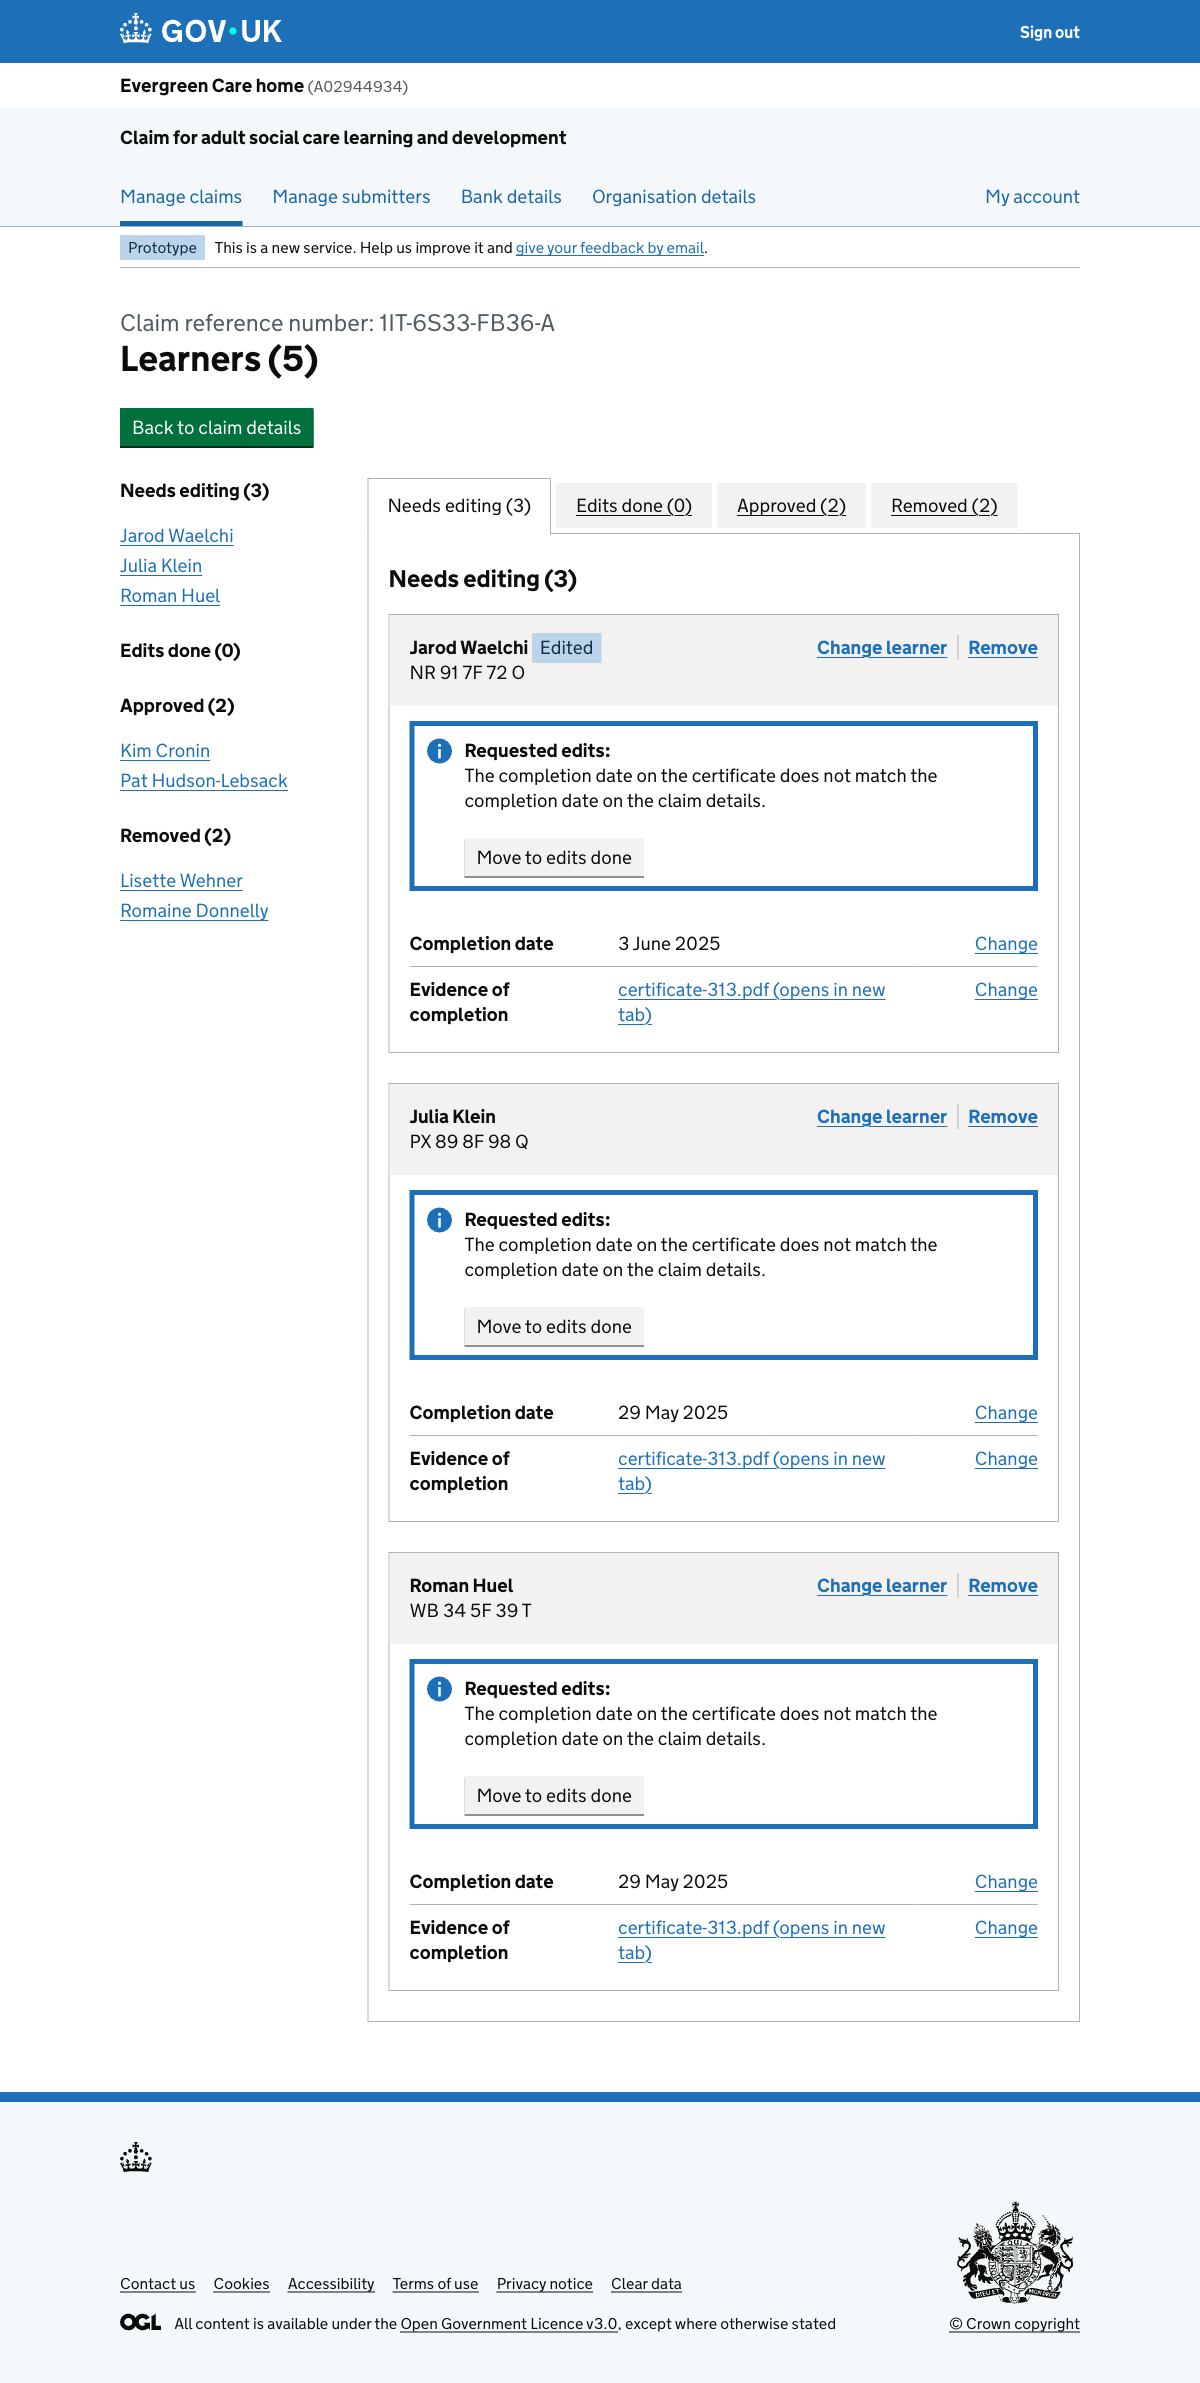 GOV·UK
Sign out
Evergreen Care home (A02944934)
Claim for adult social care learning and development
Manage claims Manage submitters Bank details Organisation details My account
Prototype This is a new service. Help us improve it and give your feedback by email.
Claim reference number: 1IT-6S33-FB36-A
Learners (5)
Back to claim details
Needs editing (3)
Jarod Waelchi
Julia Klein
Roman Huel
Edits done (0)
Approved (2)
Kim Cronin
Pat Hudson-Lebsack
Removed (2)
Lisette Wehner
Romaine Donnelly
Needs editing (3) Edits done (0) Approved (2) Removed (2)
Needs editing (3)
Jarod Waelchi Edited Change learner Remove
NR 91 7F 72 O
Requested edits:
The completion date on the certificate does not match the
completion date on the claim details.
Move to edits done
Completion date 3 June 2025 Change
Evidence of certificate-313.pdf (opens in new Change
completion tab)
Julia Klein Change learner Remove
PX 89 8F 98 Q
Requested edits:
The completion date on the certificate does not match the
completion date on the claim details.
Move to edits done
Completion date 29 May 2025 Change
Evidence of certificate-313.pdf (opens in new Change
completion tab)
Roman Huel Change learner Remove
WB 34 5F 39 T
Requested edits:
The completion date on the certificate does not match the
completion date on the claim details.
Move to edits done
Completion date 29 May 2025 Change
Evidence of certificate-313.pdf (opens in new Change
completion tab)
Contact us Cookies Accessibility Terms of use Privacy notice Clear data
OGL All content is available under the Open Government Licence v3.0, except where otherwise stated
© Crown copyright